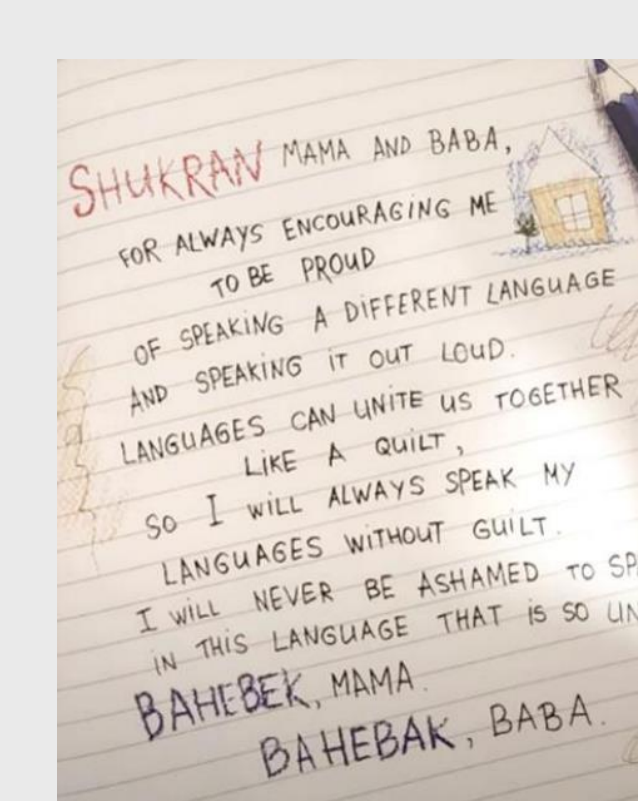 SHUKRAN MAMA AND BABA,
FOR ALWAYS ENCOURAGING ME
TO BE PROUD
OF SPEAKING A DIFFERENT LANGUAGE
AND SPEAKING IT OUT LOUD.
LANGUAGES CAN UNITE US TOGETHER
LIKE A QUILT,
SO I WILL ALWAYS SPEAK MY
LANGUAGES WITHOUT GUILT.
I WILL NEVER BE ASHAMED TO
IN THIS LANGUAGE THAT IS SO
BAHEBEK, MAMA.
BAHEBAK, BABA.